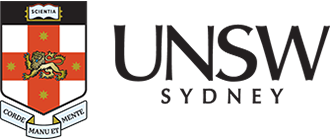 SCIENTIA
UNSW
SYDNEY
CORDE
MANU ET
MENTE